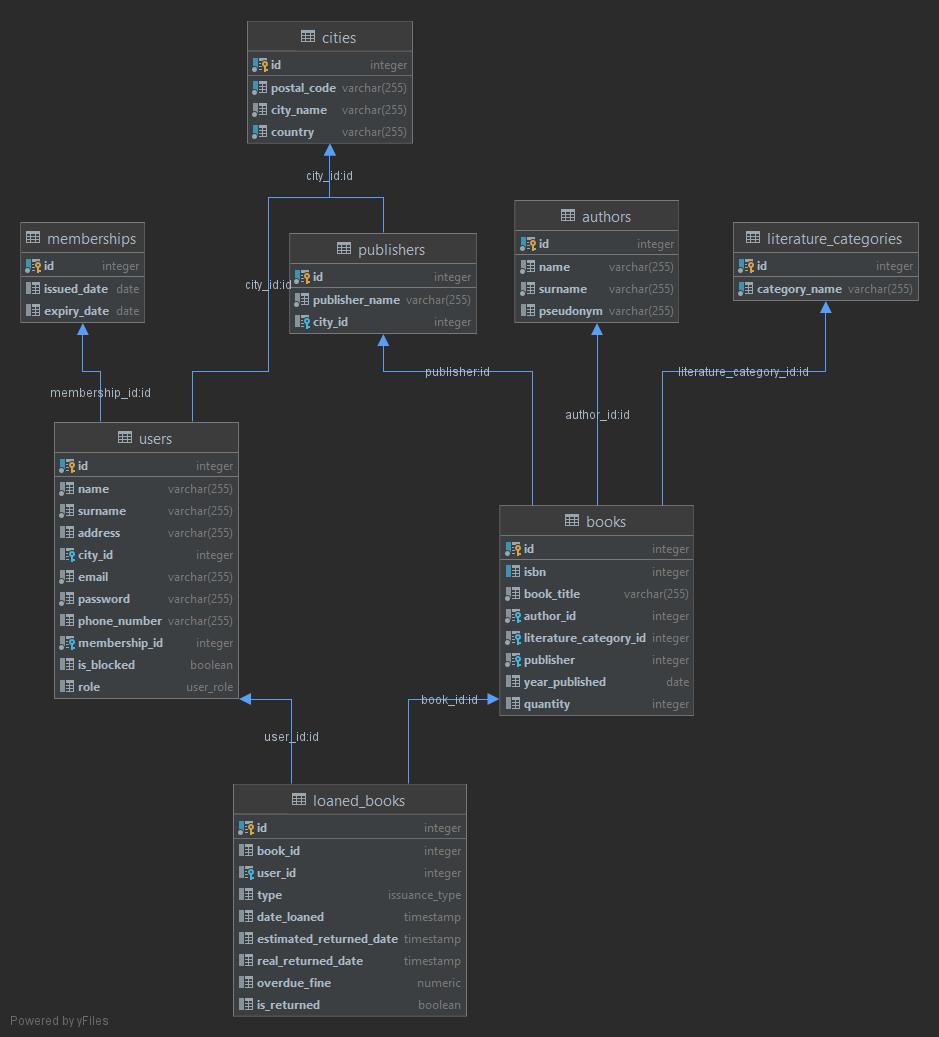 cities
id integer
postal_code varchar(255)
city_name varchar(255)
country varchar(255)
city_id:id
memberships
id integer
issued_date date
expiry_date date
city_id:id
publishers
id integer
publisher_name varchar(255)
city_id integer
authors
id integer
name varchar(255)
surname varchar(255)
pseudonym varchar(255)
literature_categories
id integer
category_name varchar(255)
membership_id:id
publisher:id
author_id:id
literature_category_id:id
users
id integer
name varchar(255)
surname varchar(255)
address varchar(255)
city_id integer
email varchar(255)
password varchar(255)
phone_number varchar(255)
membership_id integer
is_blocked boolean
role user_role
books
id integer
isbn integer
book_title varchar(255)
author_id integer
literature_category_id integer
publisher integer
year_published date
quantity integer
user_id:id
book_id:id
loaned_books
id integer
book_id integer
user_id integer
type issuance_type
date_loaned timestamp
estimated_returned_date timestamp
real_returned_date timestamp
overdue_fine numeric
is_returned boolean
Powered by yFiles